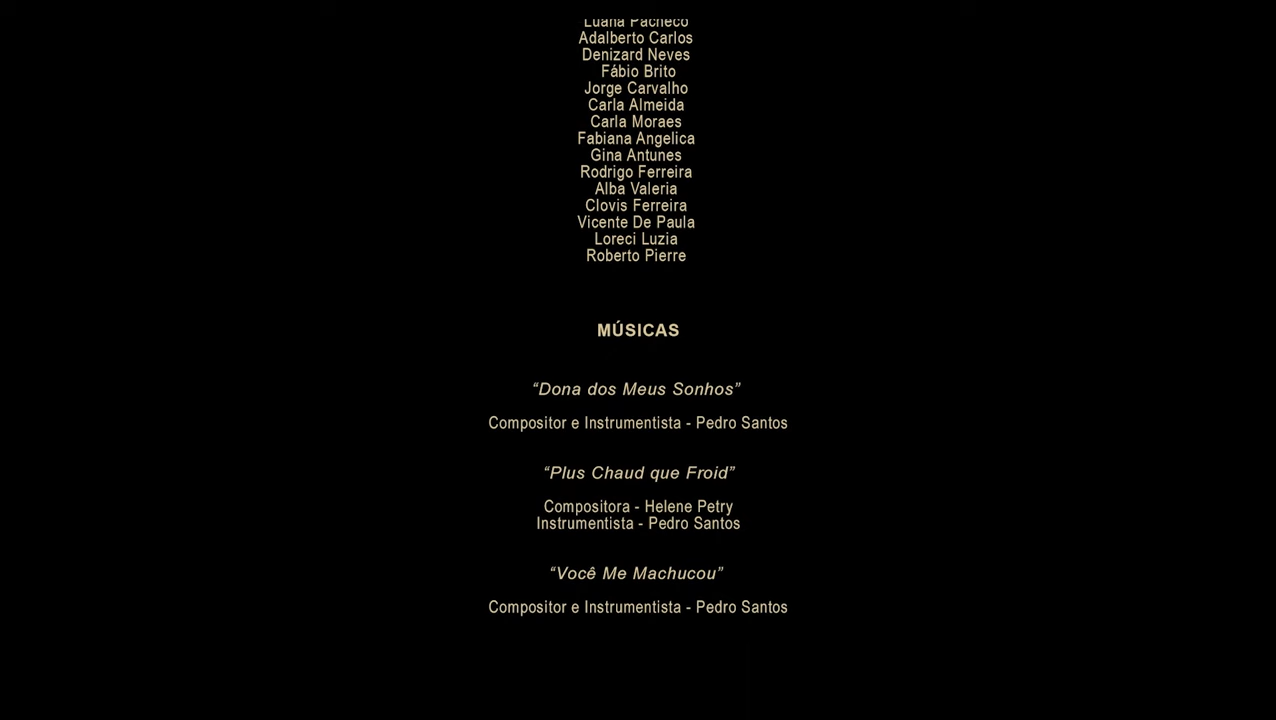 Luana Pacheco
Adalberto Carlos
Denizard Neves
Fábio Brito
Jorge Carvalho
Carla Almeida
Carla Moraes
Fabiana Angelica
Gina Antunes
Rodrigo Ferreira
Alba Valeria
Clovis Ferreira
Vicente De Paula
Loreci Luzia
Roberto Pierre
MÚSICAS
“Dona dos Meus Sonhos”
Compositor e Instrumentista - Pedro Santos
“Plus Chaud que Froid”
Compositora - Helene Petry
Instrumentista - Pedro Santos
“Você Me Machucou”
Compositor e Instrumentista - Pedro Santos